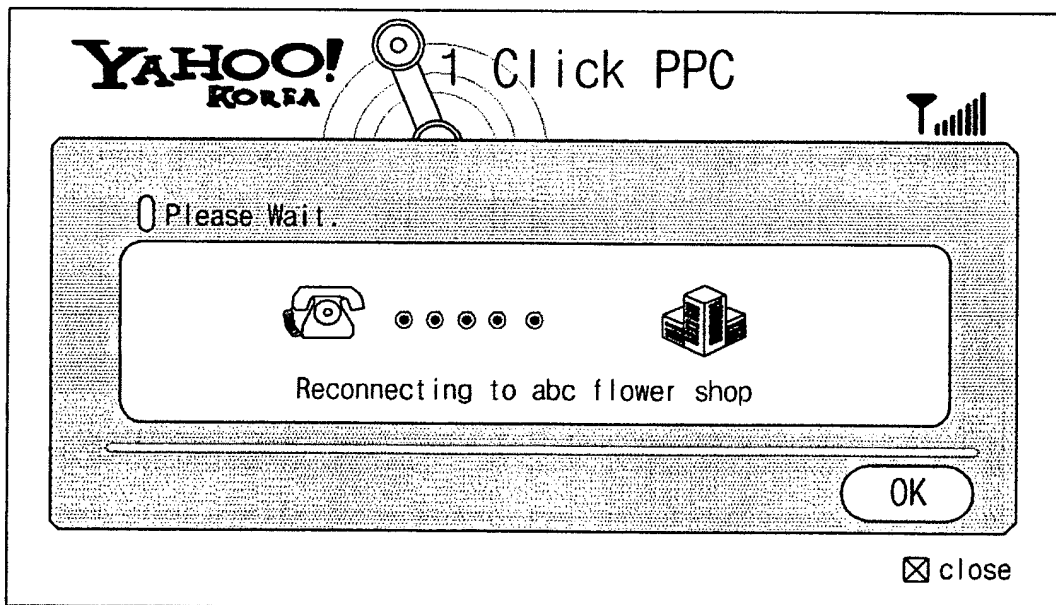 YAHOO!
KOREA
1 Click PPC
Please Wait.
Reconnecting to abc flower shop
OK
close